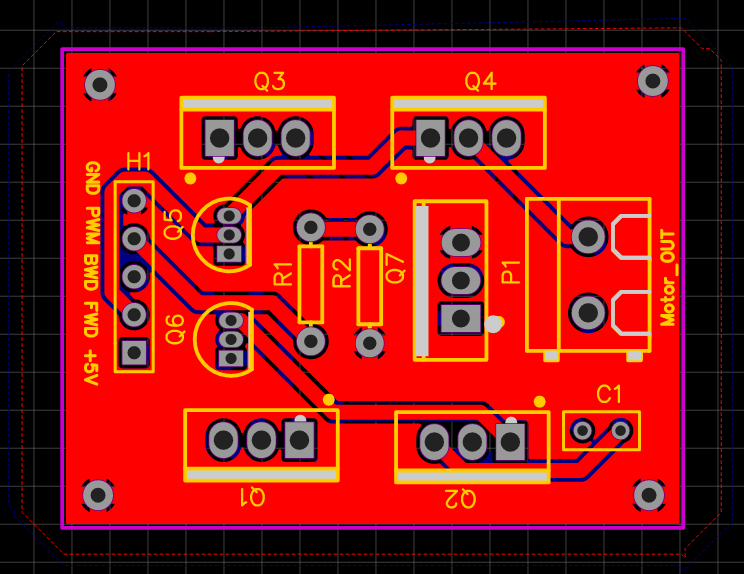 Q3
Q4
H1
GND PWM BWD FWD +5V
Q5
R1
R2
Q7
P1
Motor_OUT
Q6
C1
Q1
Q2